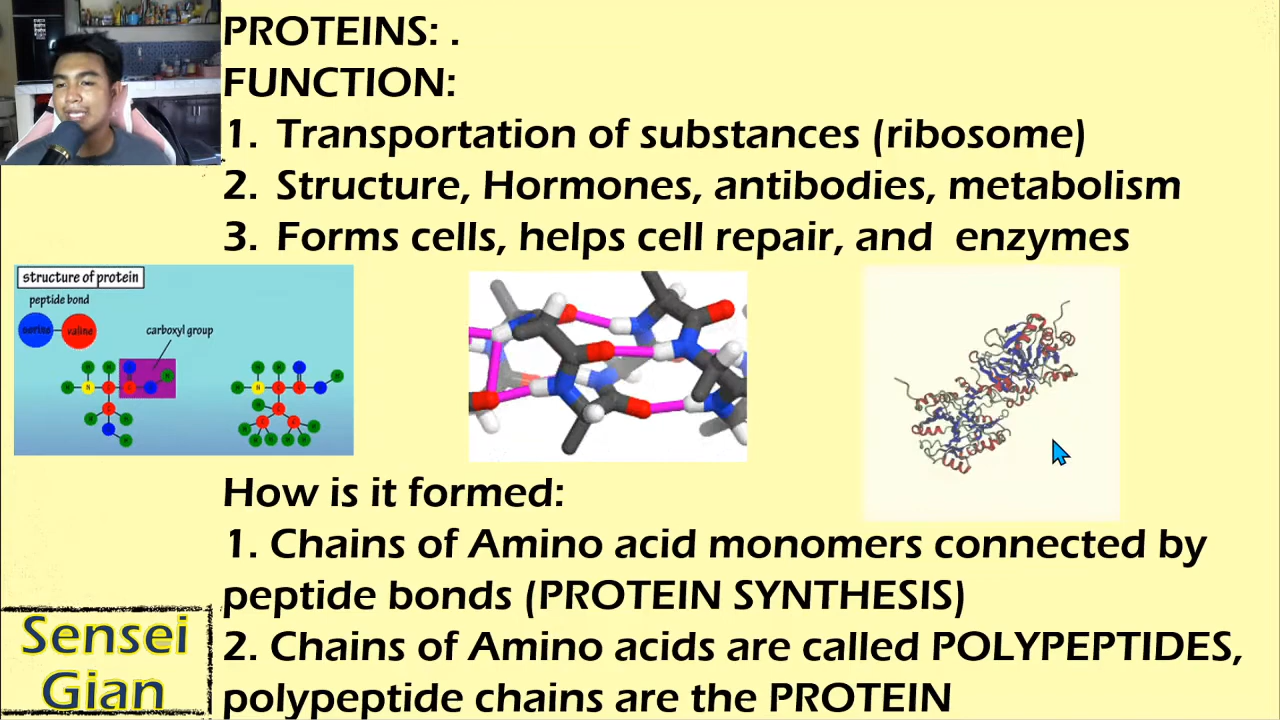 PROTEINS: .
FUNCTION:
1. Transportation of substances (ribosome)
2. Structure, Hormones, antibodies, metabolism
3. Forms cells, helps cell repair, and enzymes
structure of protein
peptide bond
serine
valine
carboxyl group
How is it formed:
1. Chains of Amino acid monomers connected by
peptide bonds (PROTEIN SYNTHESIS)
2. Chains of Amino acids are called POLYPEPTIDES,
polypeptide chains are the PROTEIN
Sensei
Gian